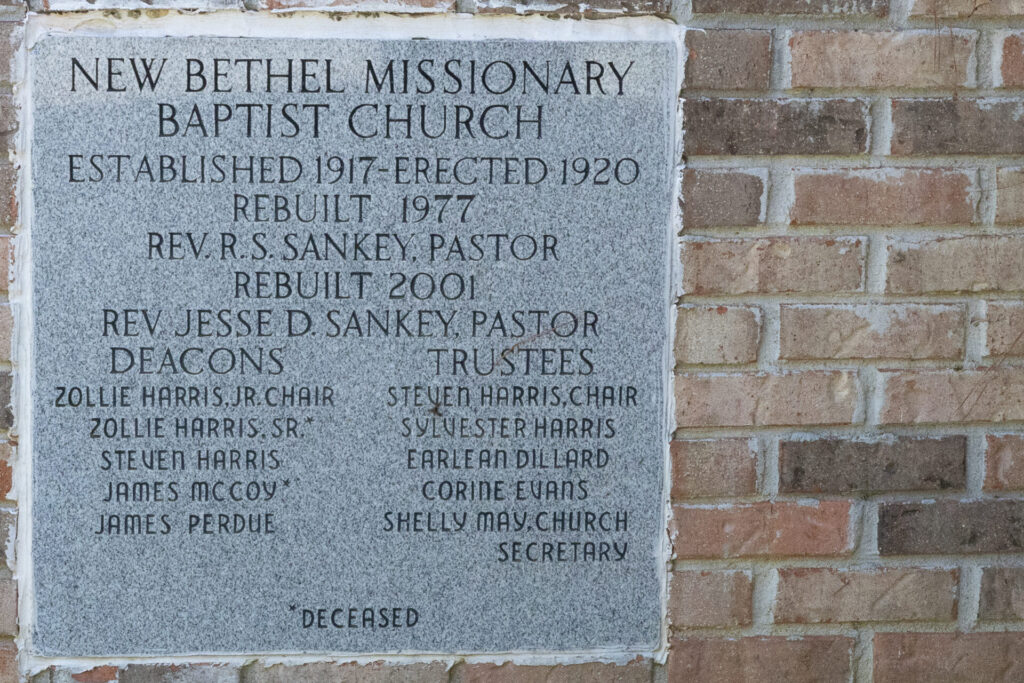 NEW BETHEL MISSIONARY
BAPTIST CHURCH
ESTABLISHED 1917-ERECTED 1920
REBUILT 1977
REV. R.S. SANKEY, PASTOR
REBUILT 2001
REV. JESSE D. SANKEY, PASTOR
DEACONS
ZOLLIE HARRIS, JR. CHAIR
ZOLLIE HARRIS, SR.*
STEVEN HARRIS
JAMES MCCOY*
JAMES PERDUE
TRUSTEES
STEVEN HARRIS, CHAIR
SYLVESTER HARRIS
EARLEAN DILLARD
CORINE EVANS
SHELLY MAY, CHURCH
SECRETARY
*DECEASED